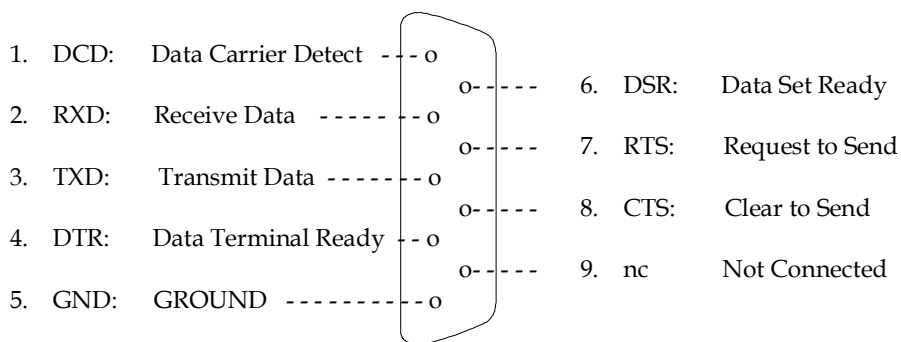 1. DCD: Data Carrier Detect - - - o
o- - - - - 6. DSR: Data Set Ready
2. RXD: Receive Data - - - - - - - o
o- - - - - 7. RTS: Request to Send
3. TXD: Transmit Data - - - - - - - o
o- - - - - 8. CTS: Clear to Send
4. DTR: Data Terminal Ready - - o
o- - - - - 9. nc Not Connected
5. GND: GROUND - - - - - - - - - - o